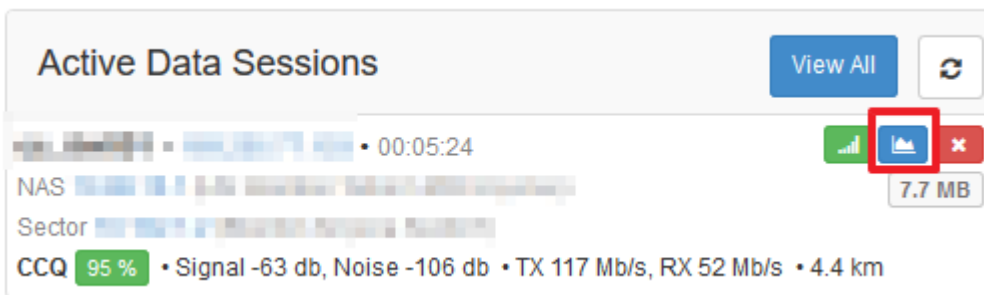 Active Data Sessions View All
• 00:05:24
NAS 7.7 MB
Sector
CCQ 95 % • Signal -63 db, Noise -106 db • TX 117 Mb/s, RX 52 Mb/s • 4.4 km